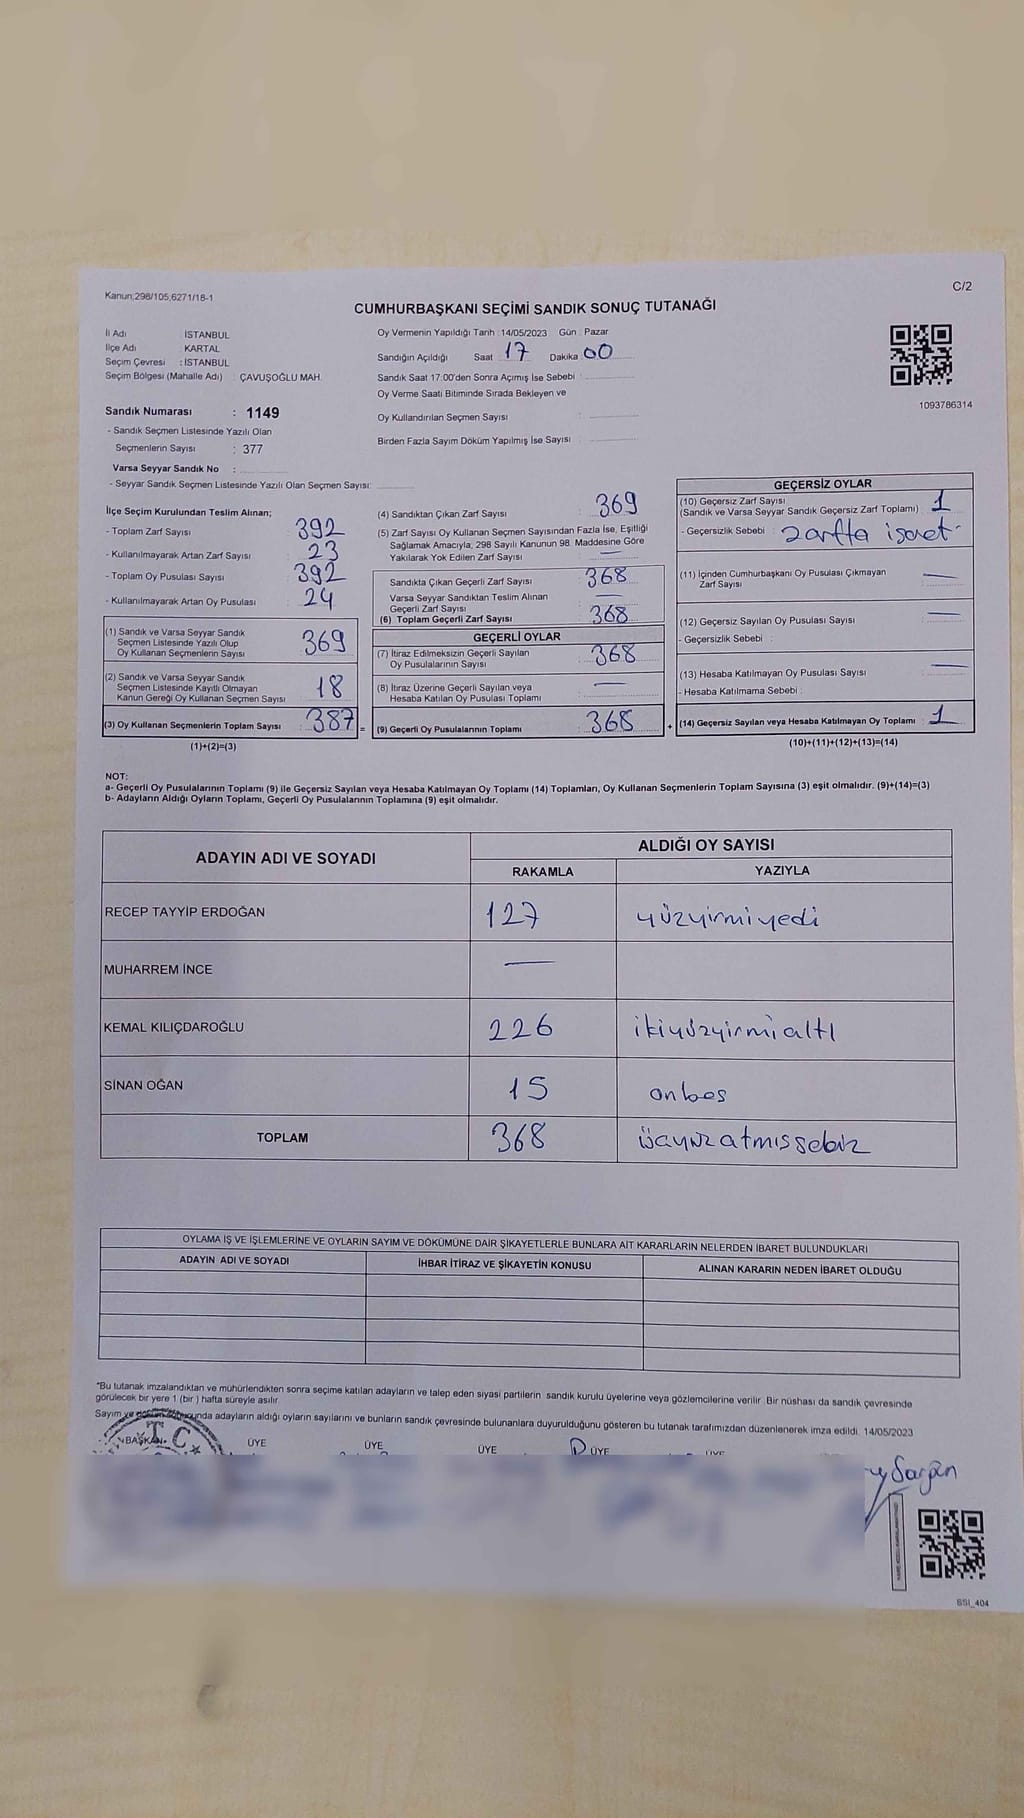 Kanun;298/105,6271/18-1
C/2
CUMHURBAŞKANI SEÇİMİ SANDIK SONUÇ TUTANAĞI
İl Adı İSTANBUL
İlçe Adı KARTAL
Seçim Çevresi : İSTANBUL
Seçim Bölgesi (Mahalle Adı) : ÇAVUŞOĞLU MAH.
Sandık Numarası : 1149
- Sandık Seçmen Listesinde Yazılı Olan
Seçmenlerin Sayısı : 377
Varsa Seyyar Sandık No :
- Seyyar Sandık Seçmen Listesinde Yazılı Olan Seçmen Sayısı:
Oy Vermenin Yapıldığı Tarih : 14/05/2023 Gün : Pazar
Sandığın Açıldığı Saat 17 Dakika 00
Sandık Saat 17:00'den Sonra Açımış İse Sebebi :
Oy Verme Saati Bitiminde Sırada Bekleyen ve
Oy Kullandırılan Seçmen Sayısı :
Birden Fazla Sayım Döküm Yapılmış İse Sayısı :
1093786314
İlçe Seçim Kurulundan Teslim Alınan;
- Toplam Zarf Sayısı : 392
- Kullanılmayarak Artan Zarf Sayısı : 23
- Toplam Oy Pusulası Sayısı : 392
- Kullanılmayarak Artan Oy Pusulası : 24
(1) Sandık ve Varsa Seyyar Sandık
Seçmen Listesinde Yazılı Olup
Oy Kullanan Seçmenlerin Sayısı : 369
(2) Sandık ve Varsa Seyyar Sandık
Seçmen Listesinde Kayıtlı Olmayan
Kanun Gereği Oy Kullanan Seçmen Sayısı : 18
(3) Oy Kullanan Seçmenlerin Toplam Sayısı : 387 =
(1)+(2)=(3)
(4) Sandıktan Çıkan Zarf Sayısı : 369
(5) Zarf Sayısı Oy Kullanan Seçmen Sayısından Fazla İse, Eşitliği
Sağlamak Amacıyla; 298 Sayılı Kanunun 98. Maddesine Göre
Yakılarak Yok Edilen Zarf Sayısı : —
Sandıkta Çıkan Geçerli Zarf Sayısı : 368
Varsa Seyyar Sandıktan Teslim Alınan
Geçerli Zarf Sayısı : —
(6) Toplam Geçerli Zarf Sayısı : 368
GEÇERLİ OYLAR
(7) İtiraz Edilmeksizin Geçerli Sayılan
Oy Pusulalarının Sayısı : 368
(8) İtiraz Üzerine Geçerli Sayılan veya
Hesaba Katılan Oy Pusulası Toplamı : —
(9) Geçerli Oy Pusulalarının Toplamı : 368 +
GEÇERSİZ OYLAR
(10) Geçersiz Zarf Sayısı
(Sandık ve Varsa Seyyar Sandık Geçersiz Zarf Toplamı) : 1
- Geçersizlik Sebebi : zarfta işaret
(11) İçinden Cumhurbaşkanı Oy Pusulası Çıkmayan
Zarf Sayısı : —
(12) Geçersiz Sayılan Oy Pusulası Sayısı : —
- Geçersizlik Sebebi :
(13) Hesaba Katılmayan Oy Pusulası Sayısı : —
- Hesaba Katılmama Sebebi :
(14) Geçersiz Sayılan veya Hesaba Katılmayan Oy Toplamı : 1
(10)+(11)+(12)+(13)=(14)
NOT:
a- Geçerli Oy Pusulalarının Toplamı (9) ile Geçersiz Sayılan veya Hesaba Katılmayan Oy Toplamı (14) Toplamları, Oy Kullanan Seçmenlerin Toplam Sayısına (3) eşit olmalıdır. (9)+(14)=(3)
b- Adayların Aldığı Oyların Toplamı, Geçerli Oy Pusulalarının Toplamına (9) eşit olmalıdır.
ADAYIN ADI VE SOYADI
ALDIĞI OY SAYISI
RAKAMLA YAZIYLA
RECEP TAYYİP ERDOĞAN 127 yüzyirmiyedi
MUHARREM İNCE —
KEMAL KILIÇDAROĞLU 226 ikiyüzyirmialtı
SİNAN OĞAN 15 onbeş
TOPLAM 368 üçyüzatmışsekiz
OYLAMA İŞ VE İŞLEMLERİNE VE OYLARIN SAYIM VE DÖKÜMÜNE DAİR ŞİKAYETLERLE BUNLARA AİT KARARLARIN NELERDEN İBARET BULUNDUKLARI
ADAYIN ADI VE SOYADI İHBAR İTİRAZ VE ŞİKAYETİN KONUSU ALINAN KARARIN NEDEN İBARET OLDUĞU
*Bu tutanak imzalandıktan ve mühürlendikten sonra seçime katılan adayların ve talep eden siyasi partilerin sandık kurulu üyelerine veya gözlemcilerine verilir. Bir nüshası da sandık çevresinde
görülecek bir yere 1 (bir ) hafta süreyle asılır.
Sayım ve nda adayların aldığı oyların sayılarını ve bunların sandık çevresinde bulunanlara duyurulduğunu gösteren bu tutanak tarafımızdan düzenlenerek imza edildi. 14/05/2023
T.C.
BAŞKAN ÜYE ÜYE ÜYE ÜYE ÜYE
SSI_404